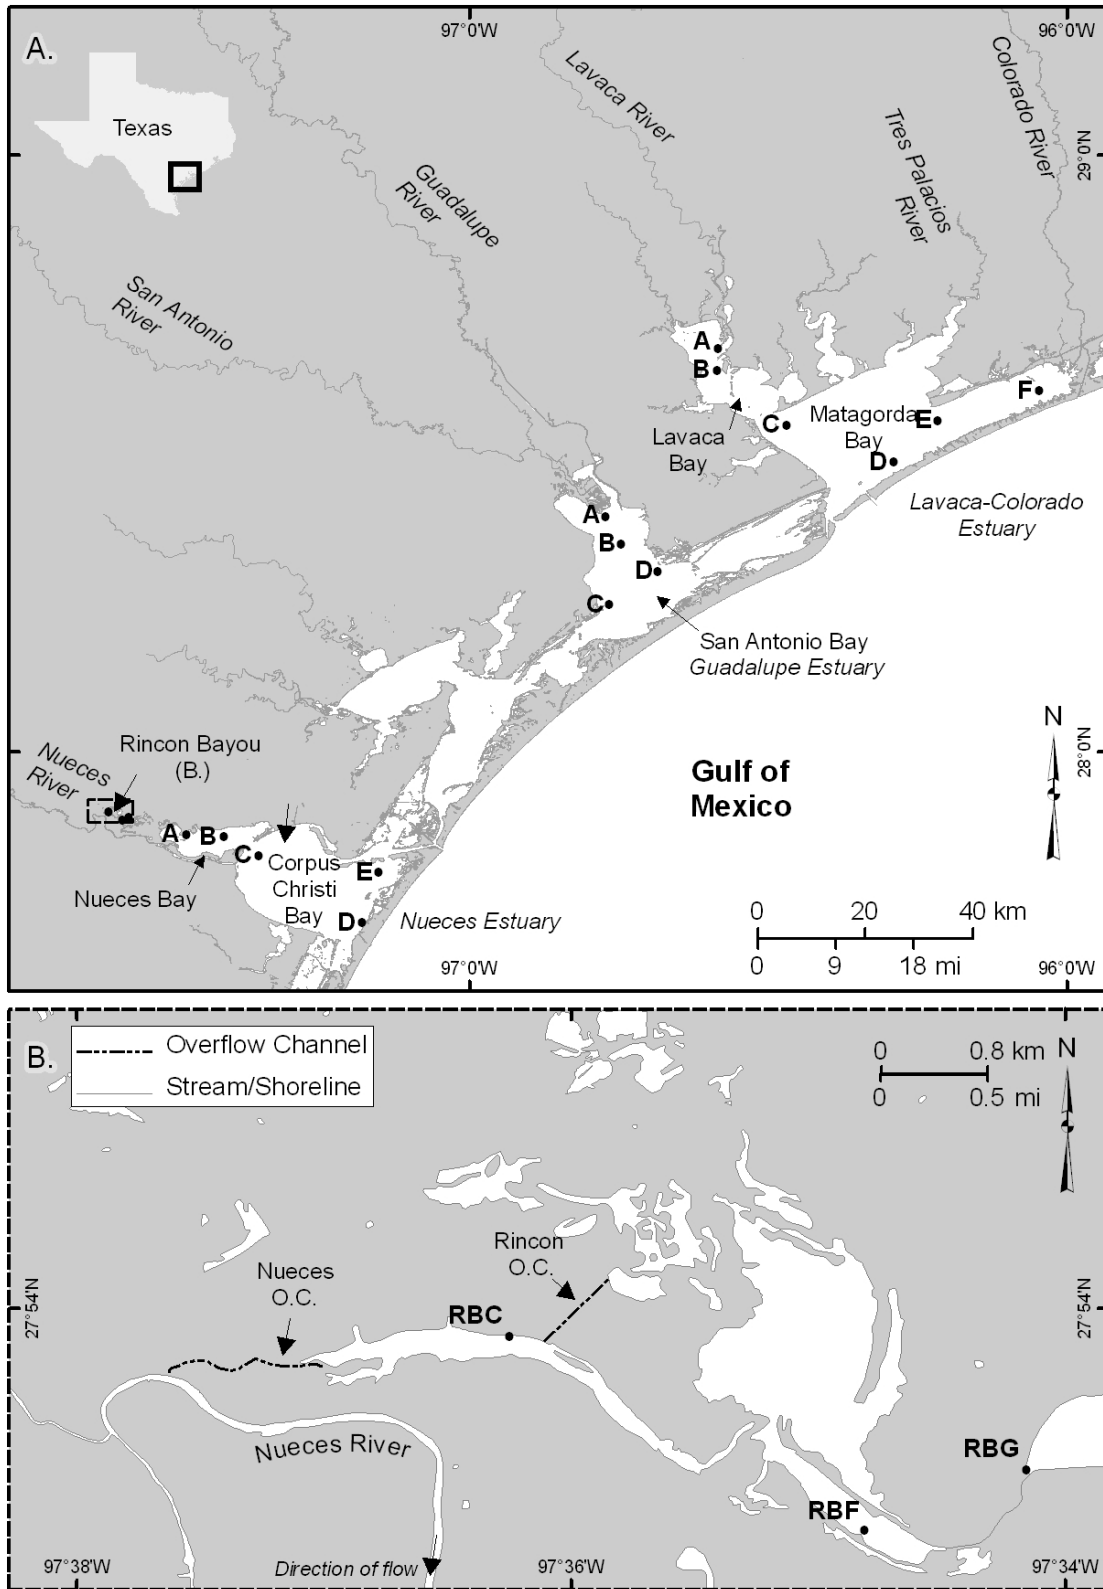 A.
97°0'W
96°0'W
Texas
Lavaca River
Colorado River
Tres Palacios
River
29°0'N
Guadalupe
River
San Antonio
River
A
B
C
Lavaca
Bay
Matagorda
Bay
D
E
F
Lavaca-Colorado
Estuary
A
B
D
C
San Antonio Bay
Guadalupe Estuary
Nueces
River
Rincon Bayou
(B.)
Gulf of
Mexico
N
28°0'N
A
B
C
Corpus
Christi
Bay
E
D
Nueces Bay
Nueces Estuary
0 20 40 km
0 9 18 mi
97°0'W
96°0'W
B.
Overflow Channel
Stream/Shoreline
0 0.8 km
0 0.5 mi
N
Rincon
O.C.
Nueces
O.C.
27°54'N
27°54'N
RBC
Nueces River
RBG
RBF
Direction of flow
97°38'W
97°36'W
97°34'W